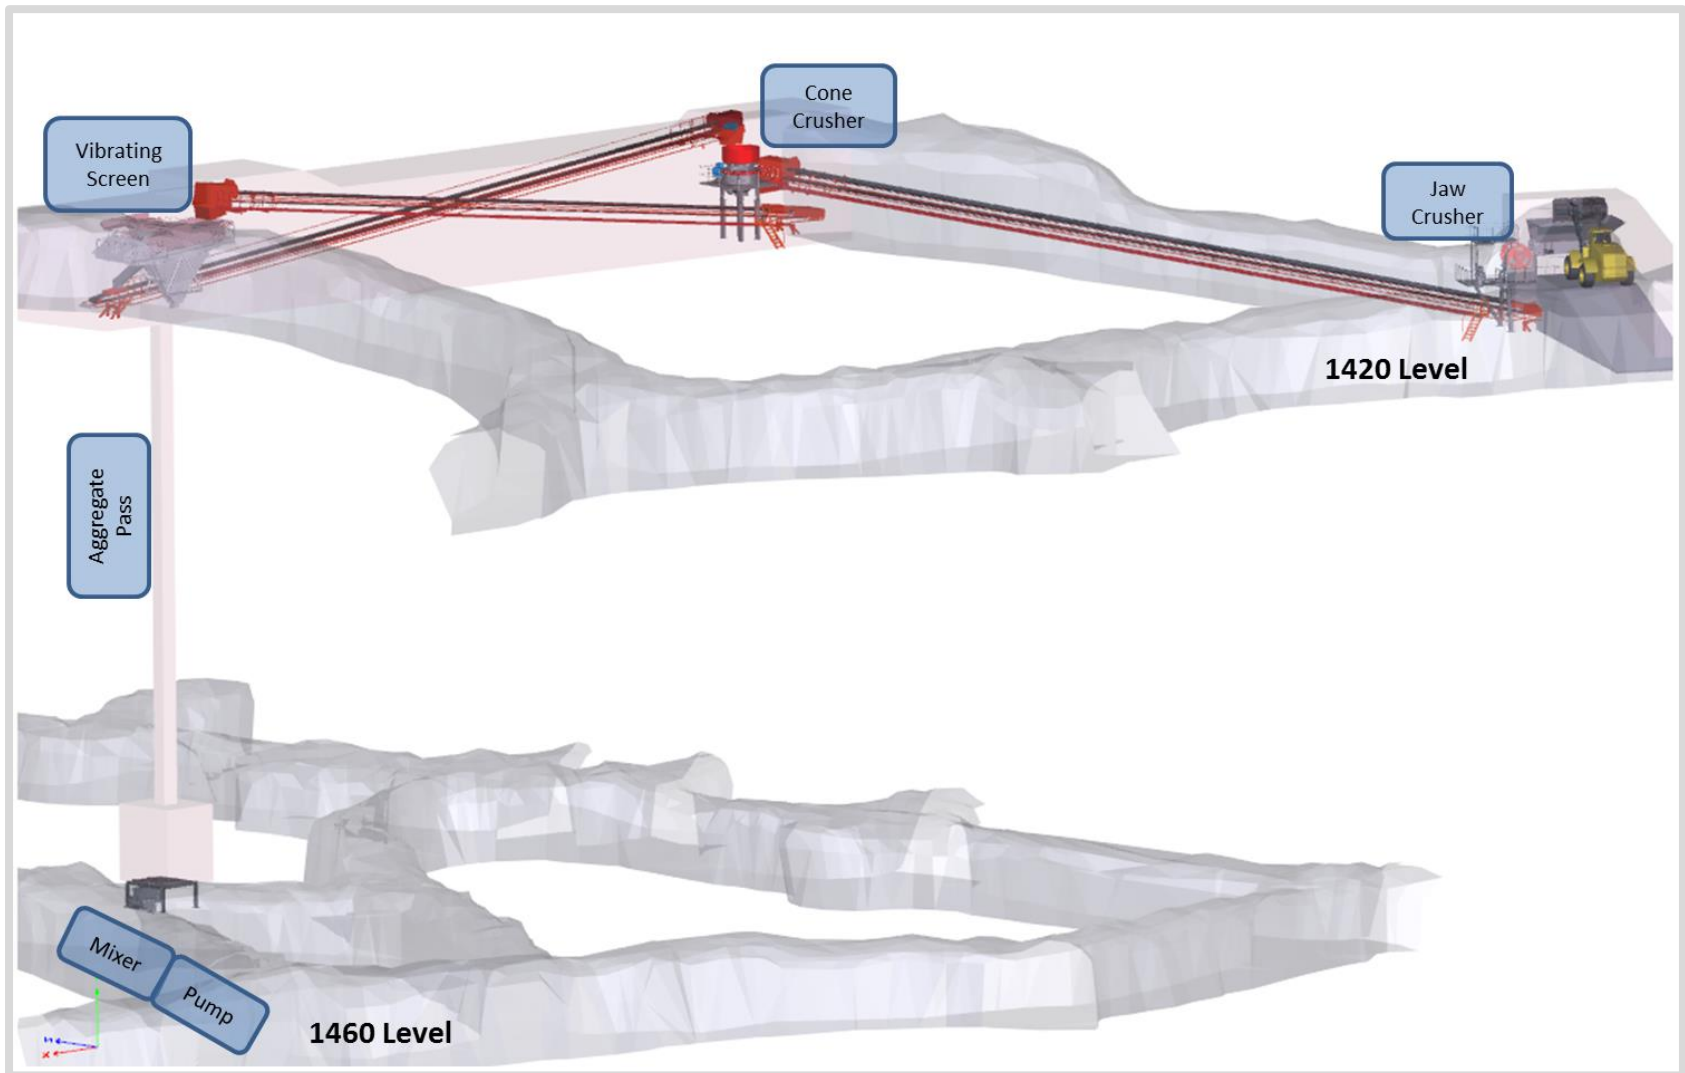 Cone
Crusher
Vibrating
Screen
Jaw
Crusher
1420 Level
Aggregate
Pass
Mixer
Pump
1460 Level